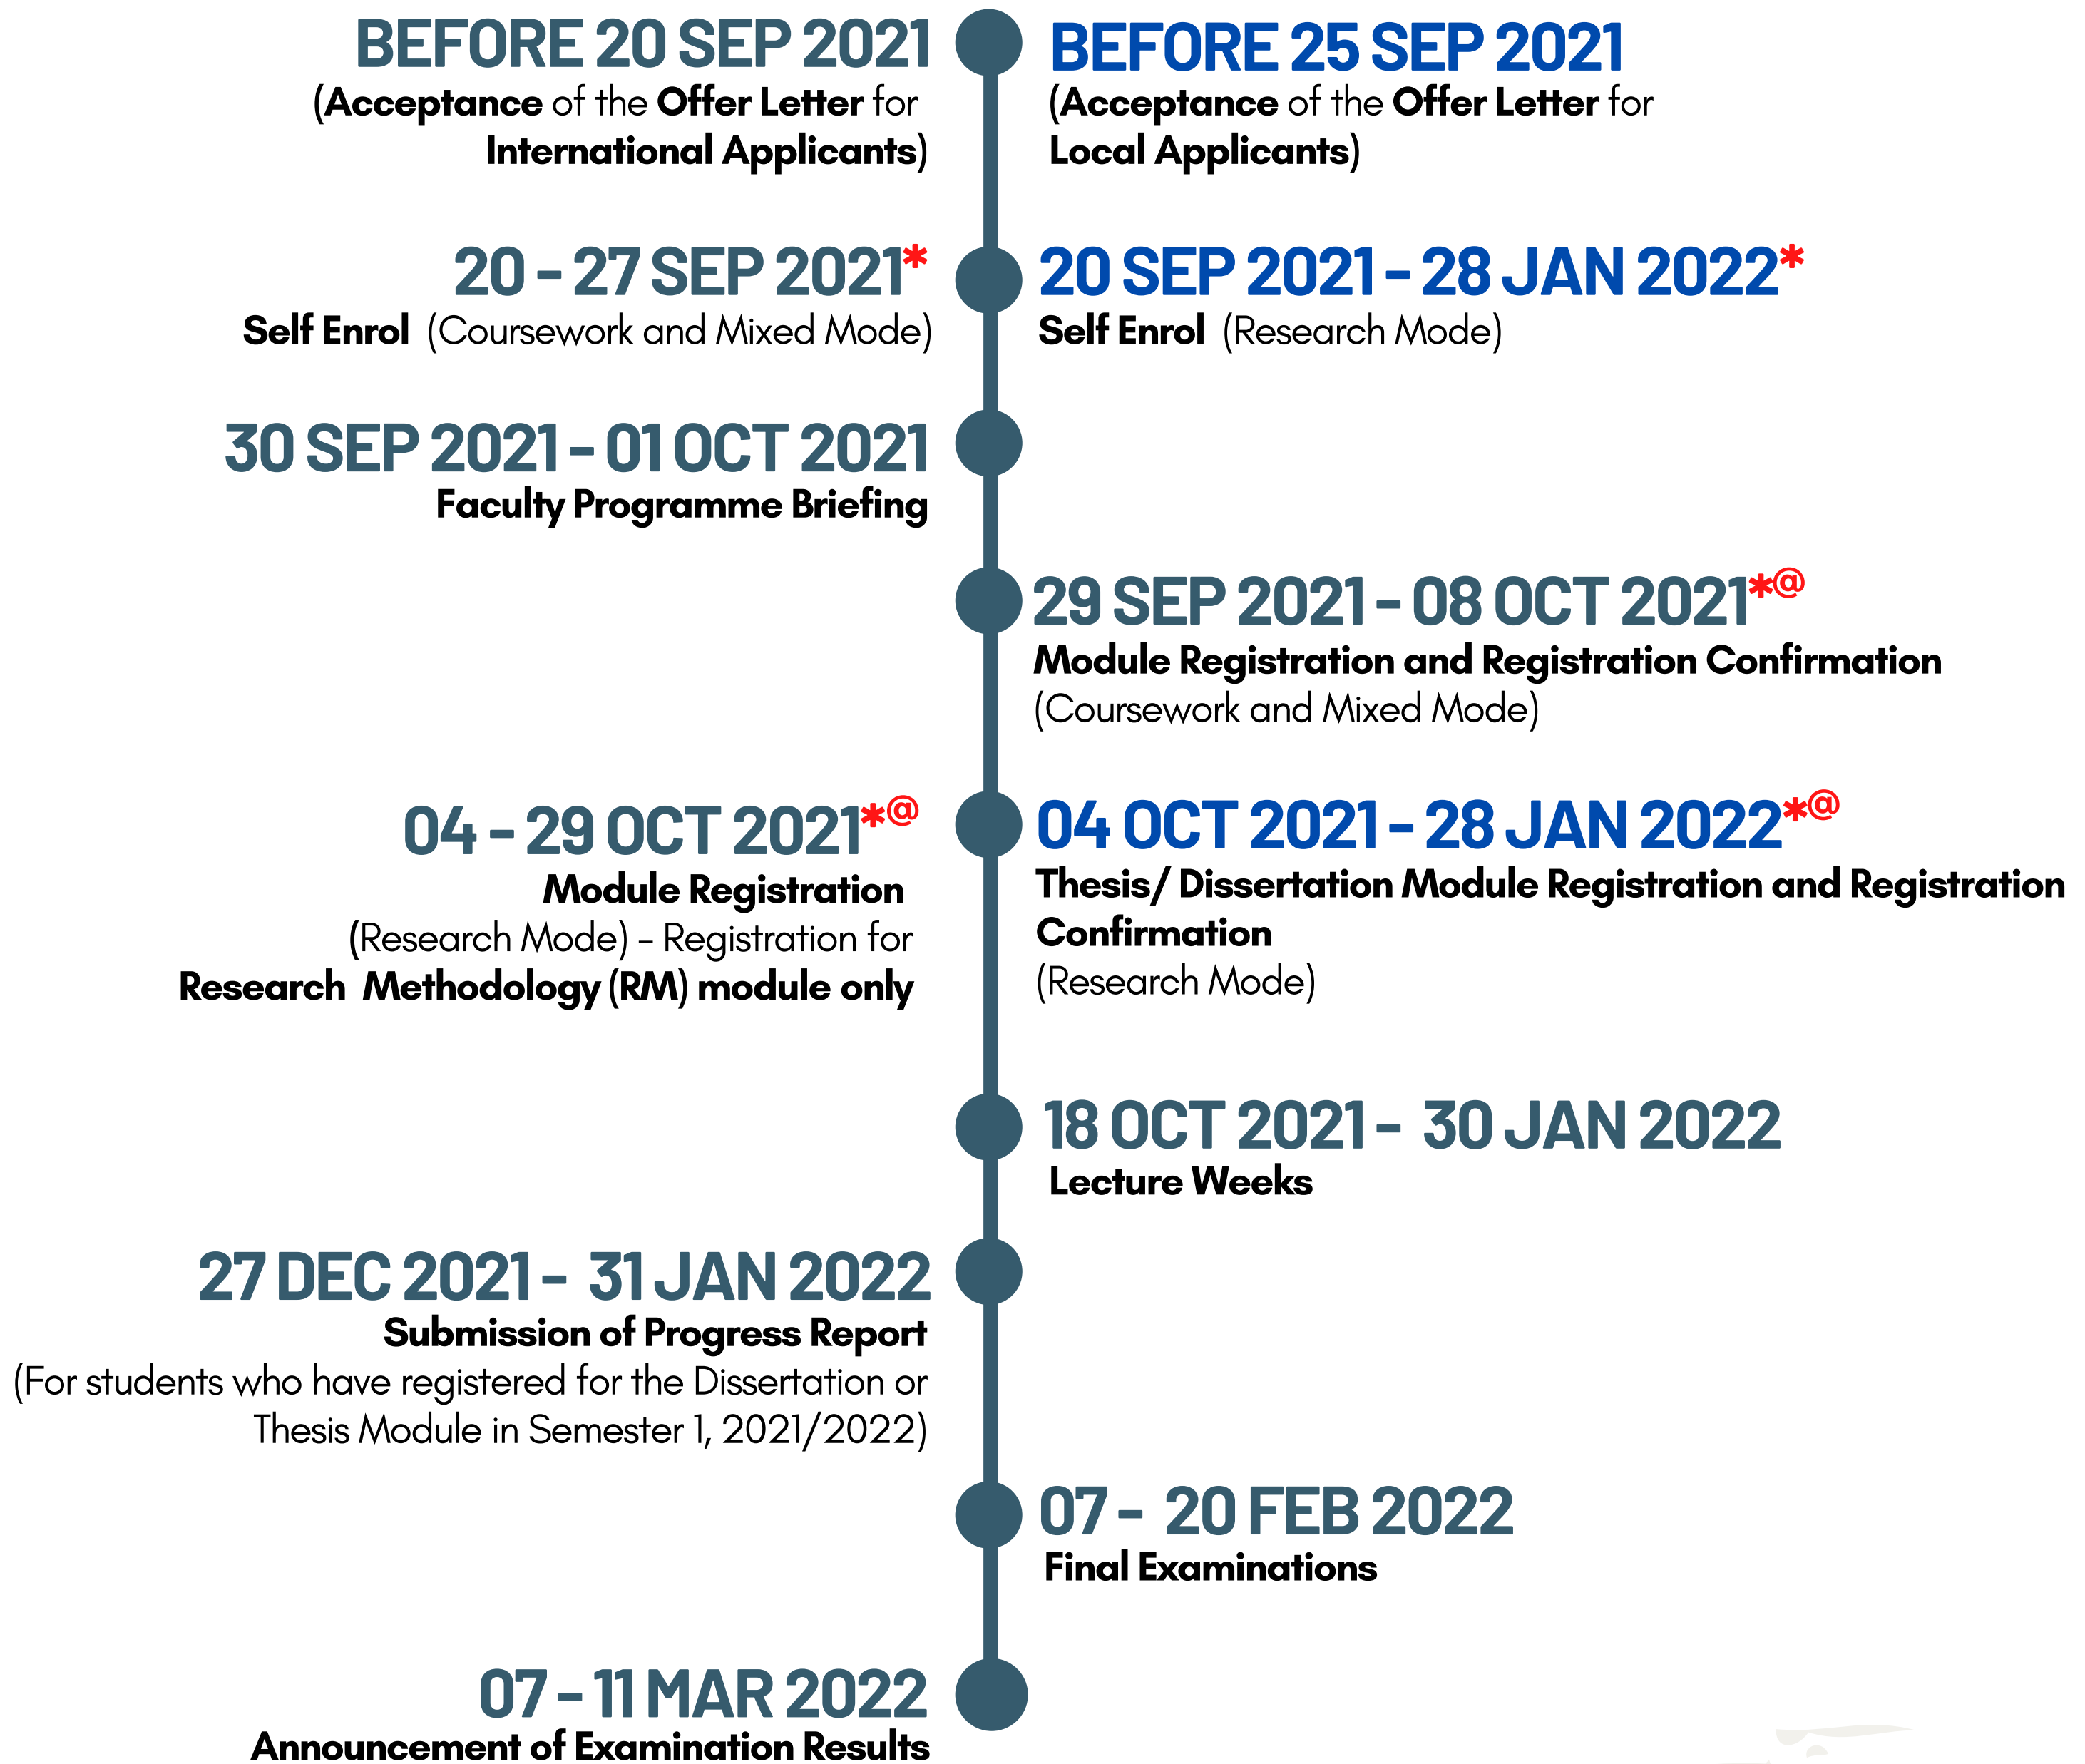 BEFORE 20 SEP 2021
(Acceptance of the Offer Letter for
International Applicants)
BEFORE 25 SEP 2021
(Acceptance of the Offer Letter for
Local Applicants)
20 - 27 SEP 2021*
Self Enrol (Coursework and Mixed Mode)
20 SEP 2021 - 28 JAN 2022*
Self Enrol (Research Mode)
30 SEP 2021 - 01 OCT 2021
Faculty Programme Briefing
29 SEP 2021 - 08 OCT 2021*@
Module Registration and Registration Confirmation
(Coursework and Mixed Mode)
04 - 29 OCT 2021*@
Module Registration
(Research Mode) - Registration for
Research Methodology (RM) module only
04 OCT 2021 - 28 JAN 2022*@
Thesis/ Dissertation Module Registration and Registration
Confirmation
(Research Mode)
18 OCT 2021 - 30 JAN 2022
Lecture Weeks
27 DEC 2021 - 31 JAN 2022
Submission of Progress Report
(For students who have registered for the Dissertation or
Thesis Module in Semester 1, 2021/2022)
07 - 20 FEB 2022
Final Examinations
07 - 11 MAR 2022
Announcement of Examination Results